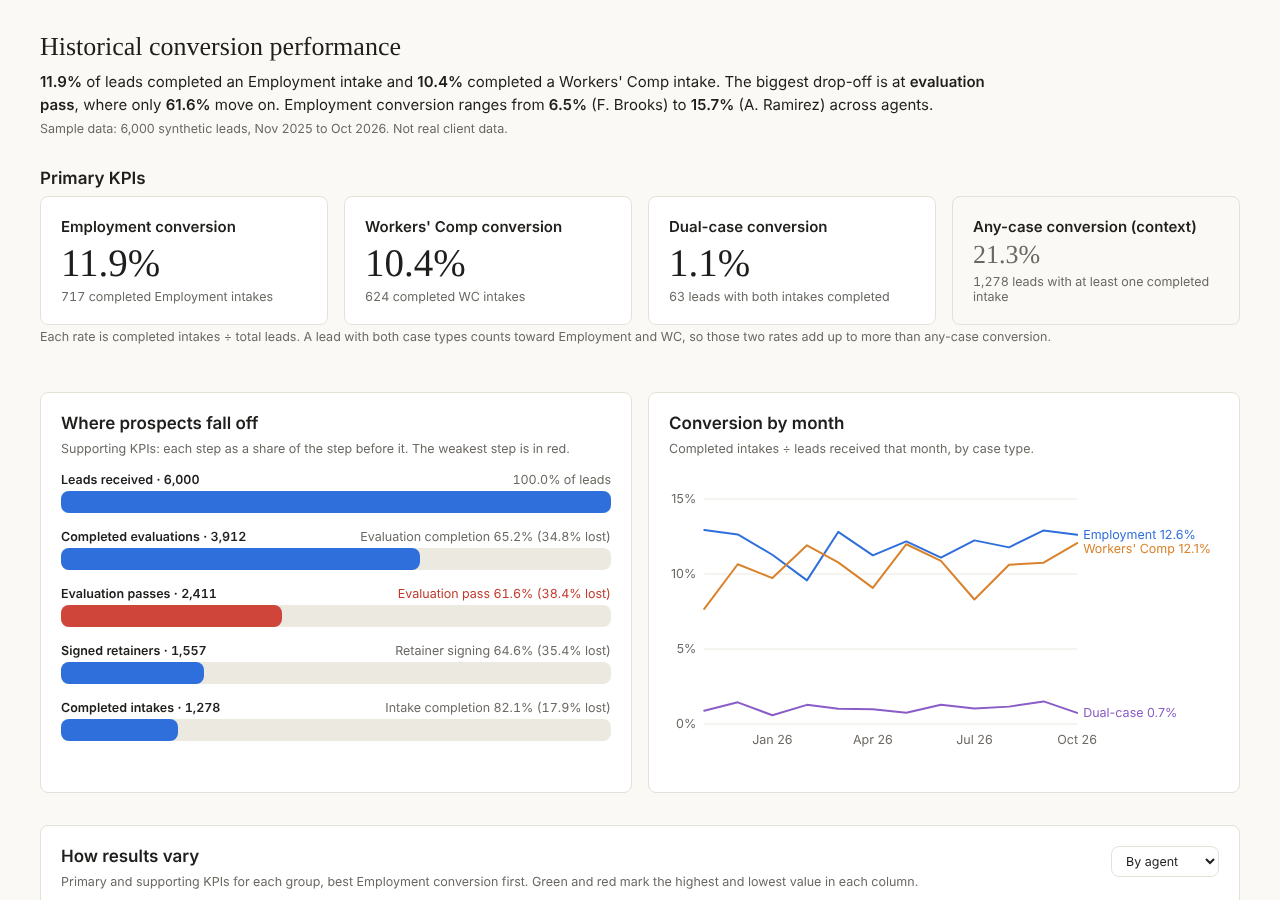 Historical conversion performance
11.9% of leads completed an Employment intake and 10.4% completed a Workers' Comp intake. The biggest drop-off is at evaluation
pass, where only 61.6% move on. Employment conversion ranges from 6.5% (F. Brooks) to 15.7% (A. Ramirez) across agents.
Sample data: 6,000 synthetic leads, Nov 2025 to Oct 2026. Not real client data.
Primary KPIs
Employment conversion
11.9%
717 completed Employment intakes
Workers' Comp conversion
10.4%
624 completed WC intakes
Dual-case conversion
1.1%
63 leads with both intakes completed
Any-case conversion (context)
21.3%
1,278 leads with at least one completed
intake
Each rate is completed intakes ÷ total leads. A lead with both case types counts toward Employment and WC, so those two rates add up to more than any-case conversion.
Where prospects fall off
Supporting KPIs: each step as a share of the step before it. The weakest step is in red.
Leads received · 6,000
100.0% of leads
Completed evaluations · 3,912
Evaluation completion 65.2% (34.8% lost)
Evaluation passes · 2,411
Evaluation pass 61.6% (38.4% lost)
Signed retainers · 1,557
Retainer signing 64.6% (35.4% lost)
Completed intakes · 1,278
Intake completion 82.1% (17.9% lost)
Conversion by month
Completed intakes ÷ leads received that month, by case type.
15%
10%
5%
0%
Employment 12.6%
Workers' Comp 12.1%
Dual-case 0.7%
Jan 26
Apr 26
Jul 26
Oct 26
How results vary
By agent
Primary and supporting KPIs for each group, best Employment conversion first. Green and red mark the highest and lowest value in each column.